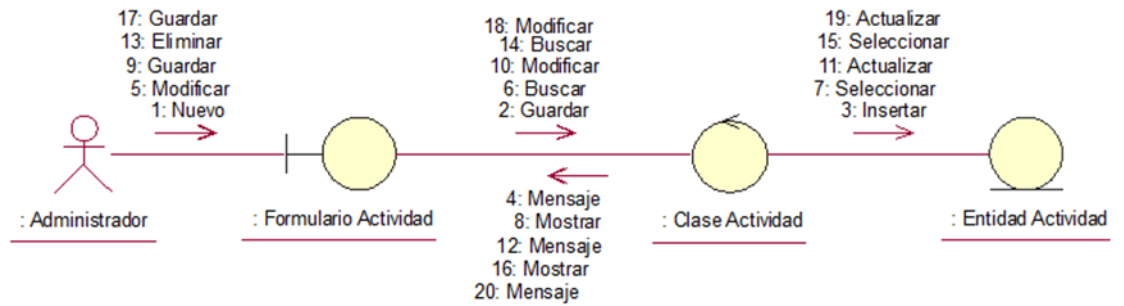 17: Guardar
13: Eliminar
9: Guardar
5: Modificar
1: Nuevo
18: Modificar
14: Buscar
10: Modificar
6: Buscar
2: Guardar
19: Actualizar
15: Seleccionar
11: Actualizar
7: Seleccionar
3: Insertar
4: Mensaje
8: Mostrar
12: Mensaje
16: Mostrar
20: Mensaje
: Administrador
: Formulario Actividad
: Clase Actividad
: Entidad Actividad